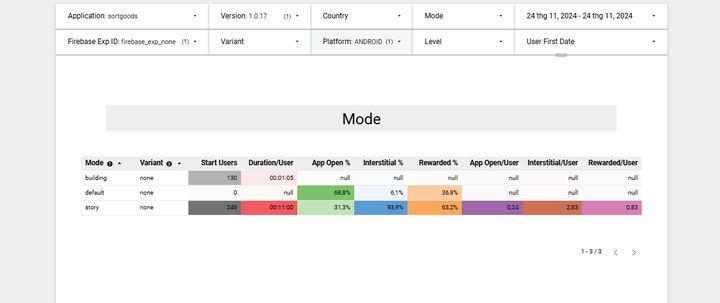 Application: sortgoods Version: 1.0.17 (1) Country Mode 24 thg 11, 2024 - 24 thg 11, 2024
Firebase Exp ID: firebase_exp_none (1) Variant Platform: ANDROID (1) Level User First Date
Mode
Mode Variant Start Users Duration/User App Open % Interstitial % Rewarded % App Open/User Interstitial/User Rewarded/User
building none 130 00:01:05 null null null null null null
default none 0 null 68,8% 6,1% 36,8% null null null
story none 246 00:11:00 31,3% 93,9% 63,2% 0,24 2,83 0,83
1 - 3 / 3